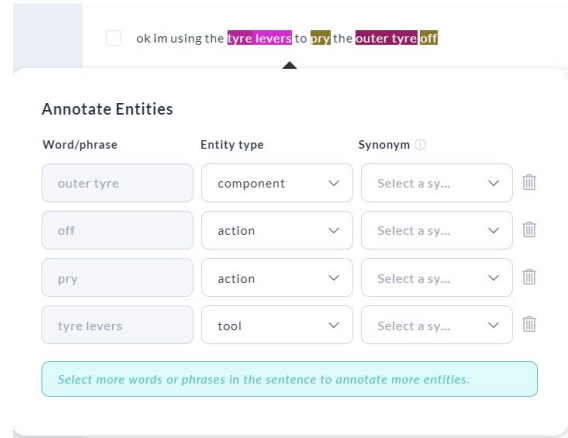 ok im using the tyre levers to pry the outer tyre off
Annotate Entities
Word/phrase Entity type Synonym
outer tyre component Select a sy...
off action Select a sy...
pry action Select a sy...
tyre levers tool Select a sy...
Select more words or phrases in the sentence to annotate more entities.